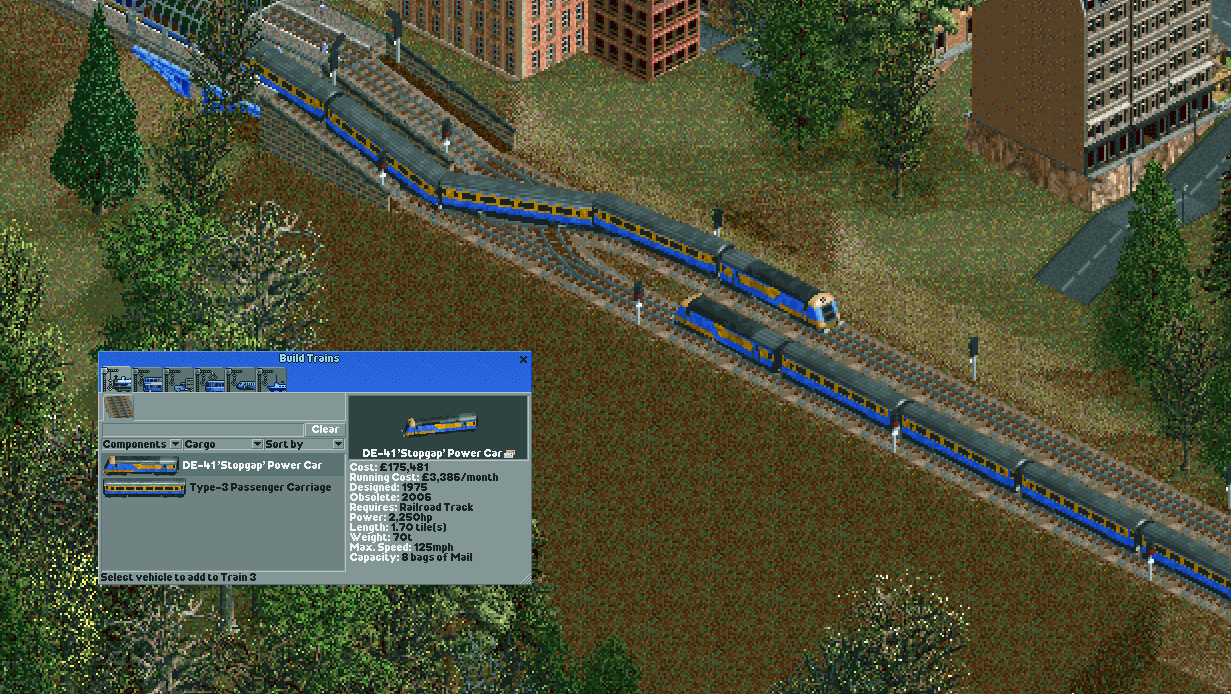 Build Trains
Clear
Components Cargo Sort by
DE-41 'Stopgap' Power Car
Type-3 Passenger Carriage
DE-41 'Stopgap' Power Car
Cost: £175,481
Running Cost: £3,386/month
Designed: 1975
Obsolete: 2006
Requires: Railroad Track
Power: 2,250hp
Length: 1.70 tile(s)
Weight: 70t
Max. Speed: 125mph
Capacity: 8 bags of Mail
Select vehicle to add to Train 3